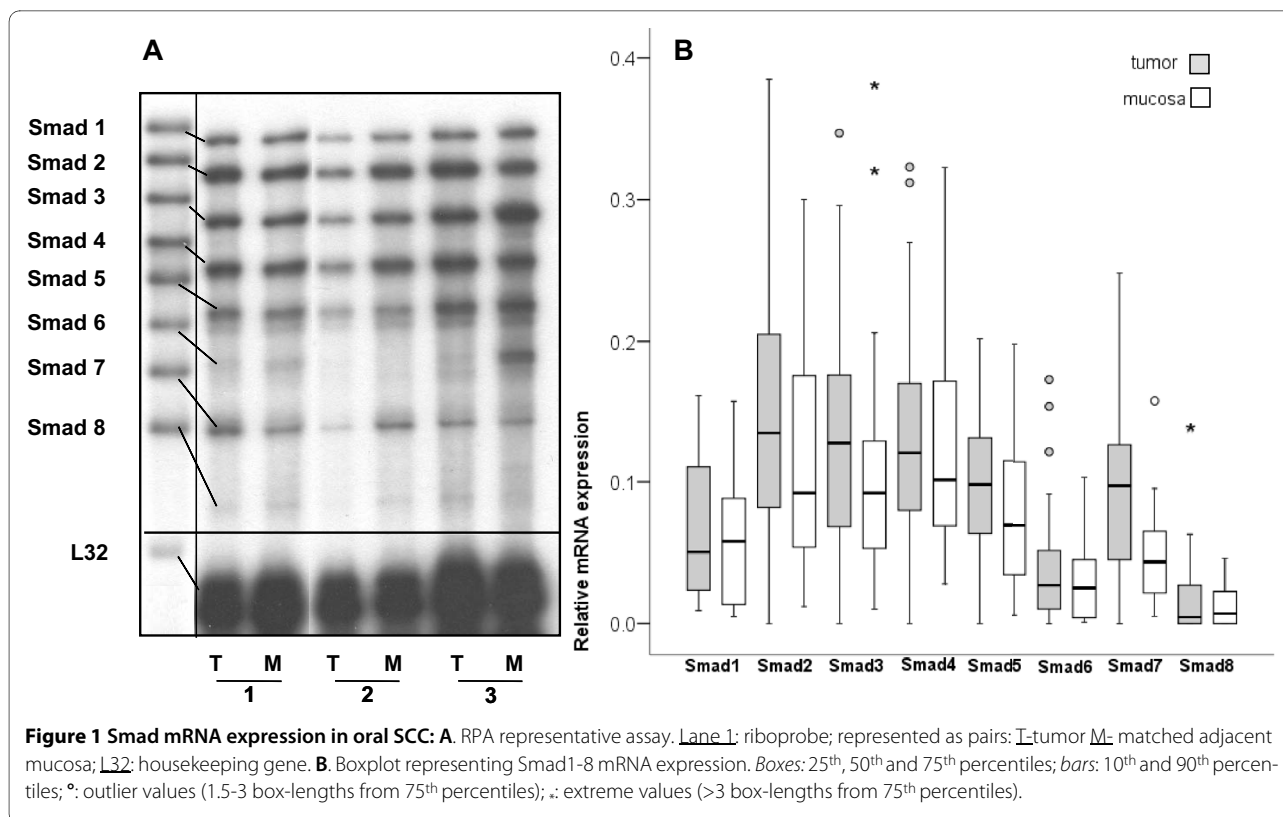 A
Smad 1
Smad 2
Smad 3
Smad 4
Smad 5
Smad 6
Smad 7
Smad 8
L32
T M T M T M
1 2 3
B
tumor
mucosa
0.4
0.3
0.2
0.1
0.0
Relative mRNA expression
Smad1 Smad2 Smad3 Smad4 Smad5 Smad6 Smad7 Smad8
Figure 1 Smad mRNA expression in oral SCC: A. RPA representative assay. Lane 1: riboprobe; represented as pairs: T-tumor M- matched adjacent
mucosa; L32: housekeeping gene. B. Boxplot representing Smad1-8 mRNA expression. Boxes: 25th, 50th and 75th percentiles; bars: 10th and 90th percen-
tiles; °: outlier values (1.5-3 box-lengths from 75th percentiles); *: extreme values (>3 box-lengths from 75th percentiles).